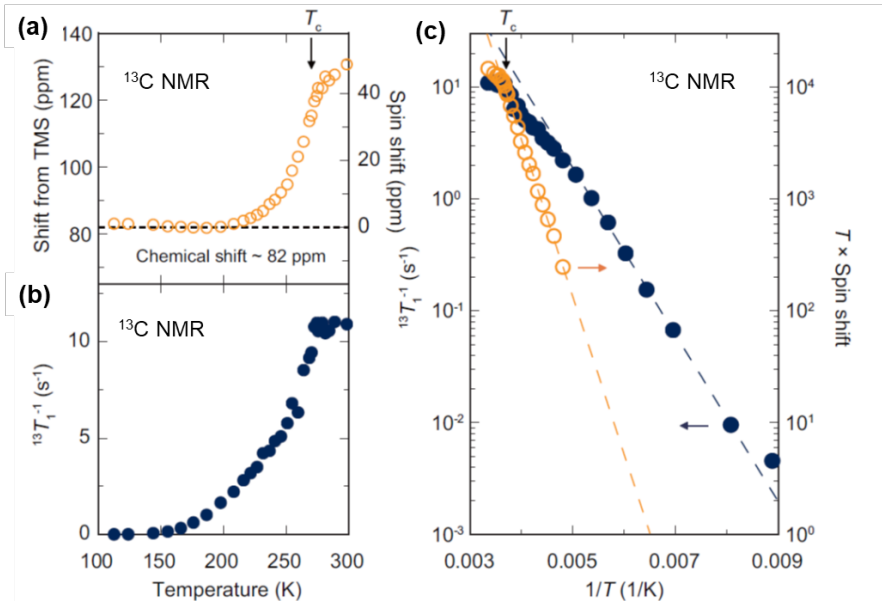 (a)
T_c
140
120
100
80
Shift from TMS (ppm)
¹³C NMR
40
20
0
Spin shift (ppm)
Chemical shift ~ 82 ppm
(b)
¹³C NMR
10
5
0
¹³T₁⁻¹ (s⁻¹)
100 150 200 250 300
Temperature (K)
(c)
T_c
¹³C NMR
10¹
10⁰
10⁻¹
10⁻²
10⁻³
¹³T₁⁻¹ (s⁻¹)
10⁴
10³
10²
10¹
10⁰
T × Spin shift
0.003 0.005 0.007 0.009
1/T (1/K)